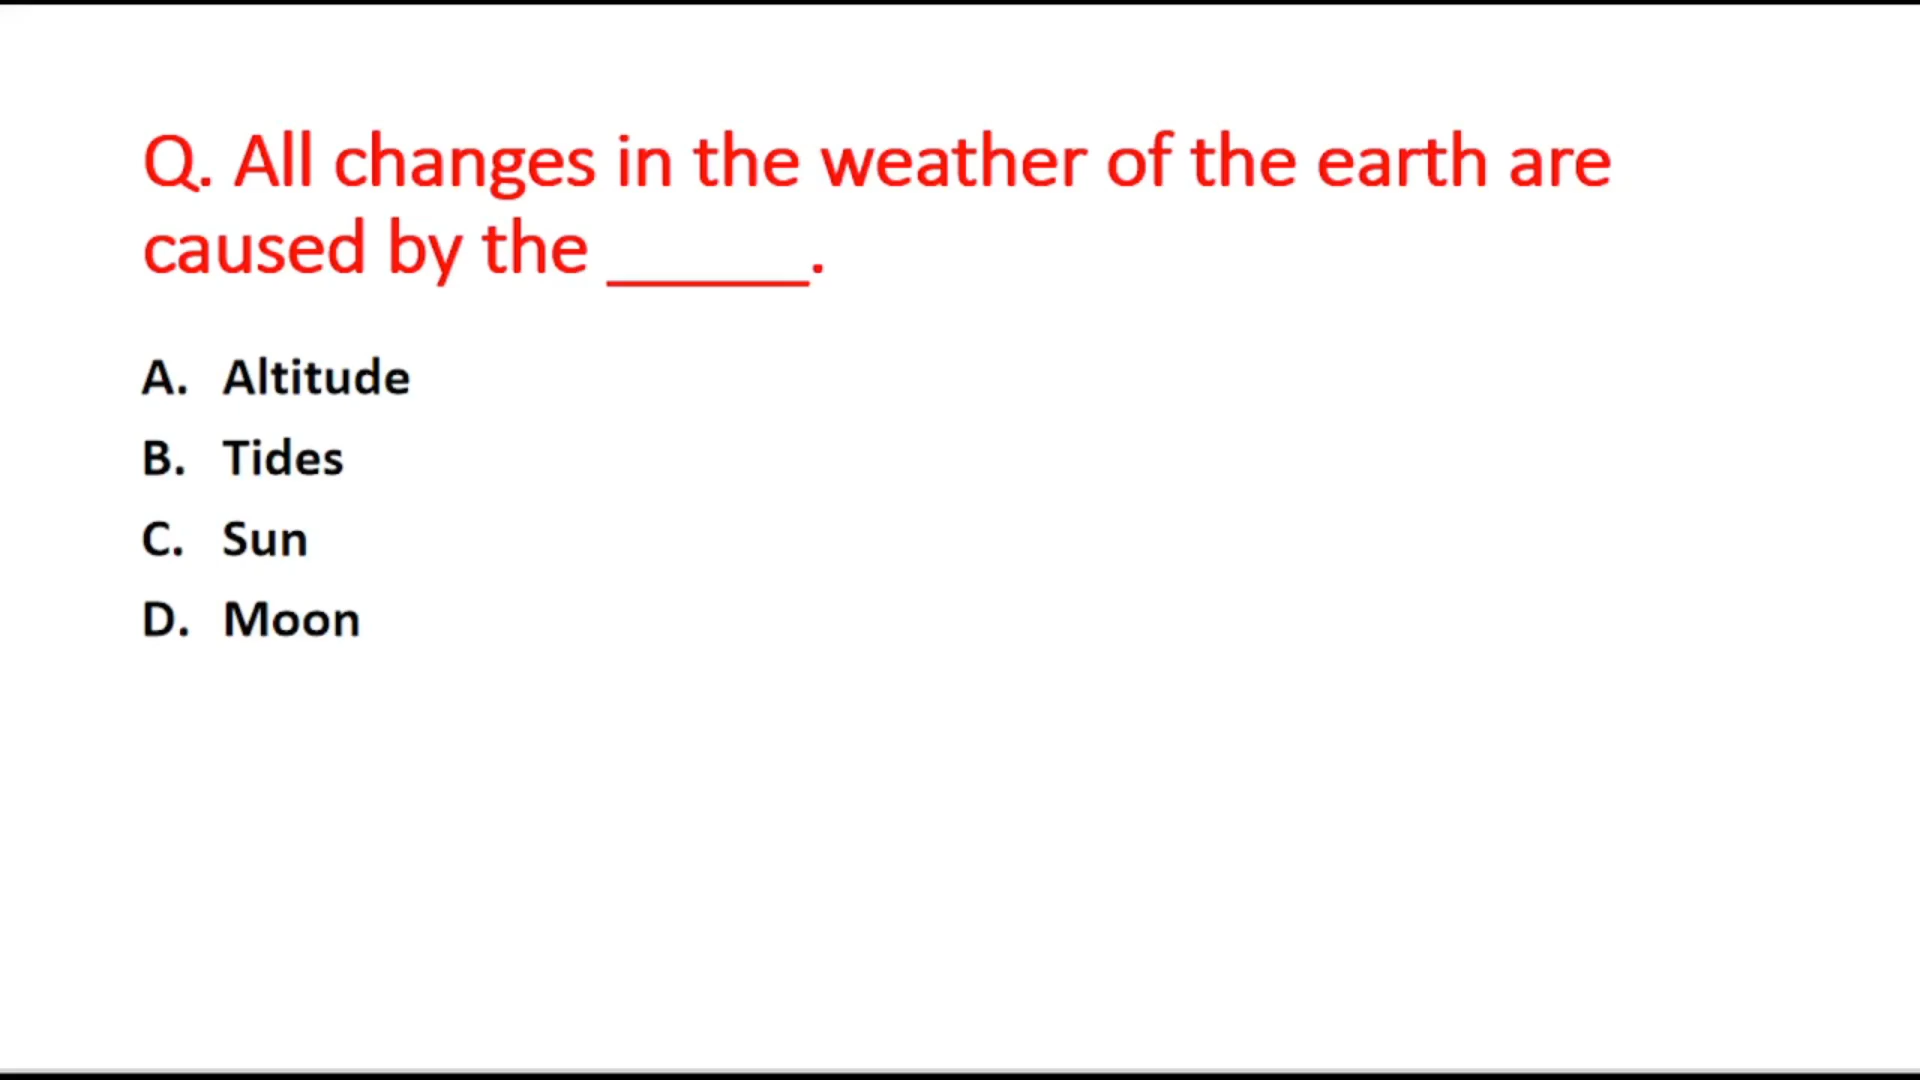 Q. All changes in the weather of the earth are
caused by the ______.
A. Altitude
B. Tides
C. Sun
D. Moon